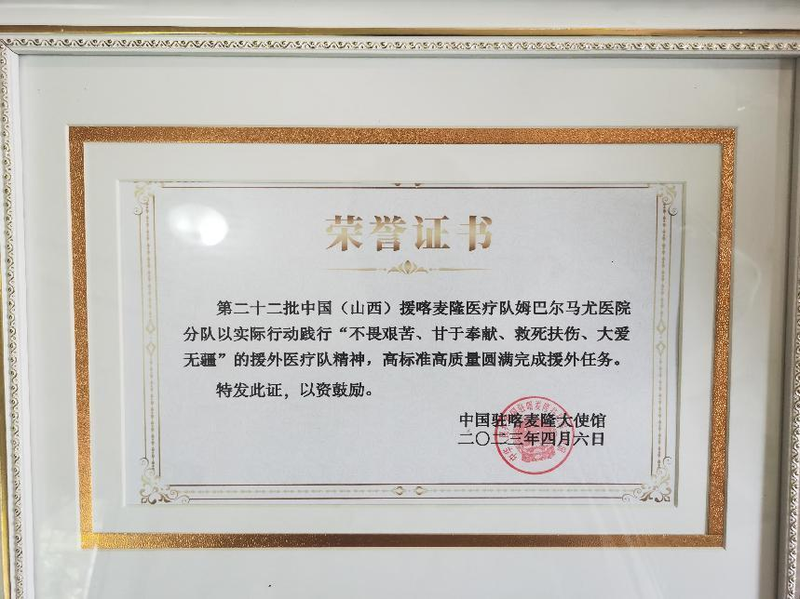 荣誉证书
第二十二批中国（山西）援喀麦隆医疗队姆巴尔马尤医院
分队以实际行动践行“不畏艰苦、甘于奉献、救死扶伤、大爱
无疆”的援外医疗队精神，高标准高质量圆满完成援外任务。
特发此证，以资鼓励。
中国驻喀麦隆大使馆
二〇二三年四月六日